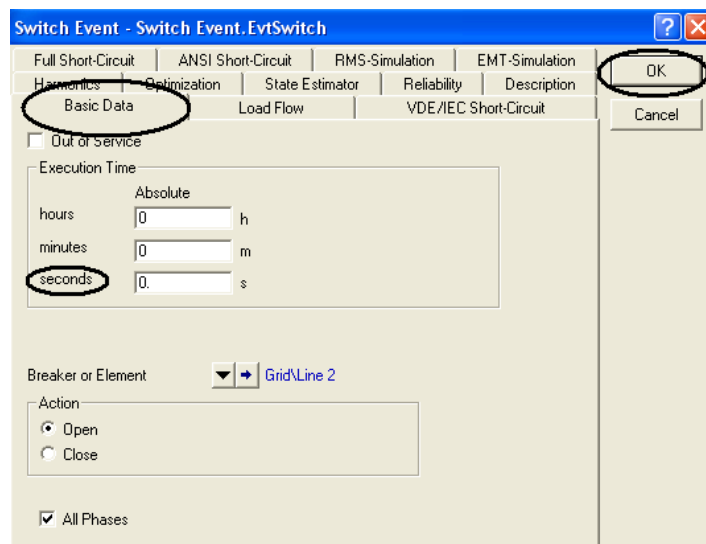 Switch Event - Switch Event.EvtSwitch
Full Short-Circuit ANSI Short-Circuit RMS-Simulation EMT-Simulation
Harmonics Optimization State Estimator Reliability Description
Basic Data Load Flow VDE/IEC Short-Circuit
OK
Cancel
Out of Service
Execution Time
Absolute
hours 0 h
minutes 0 m
seconds 0. s
Breaker or Element Grid\Line 2
Action
Open
Close
All Phases